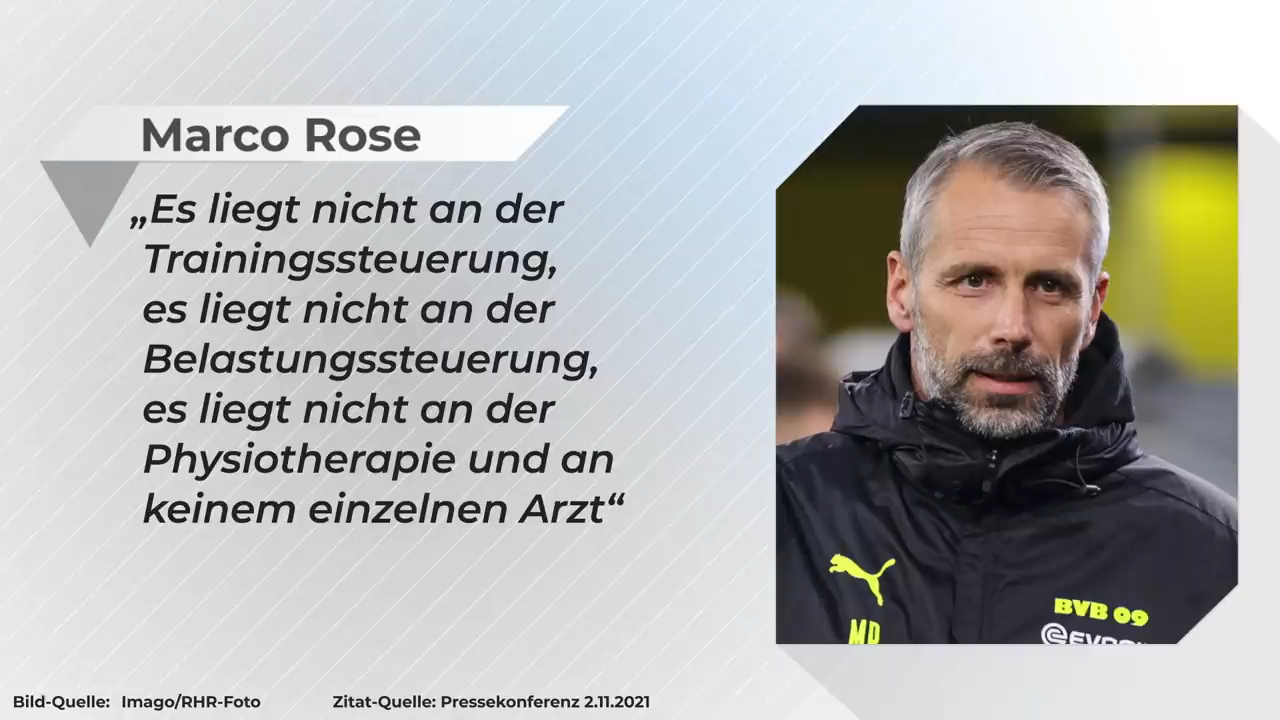 Marco Rose
„Es liegt nicht an der
Trainingssteuerung,
es liegt nicht an der
Belastungssteuerung,
es liegt nicht an der
Physiotherapie und an
keinem einzelnen Arzt“
MR
BVB 09
Bild-Quelle: Imago/RHR-Foto Zitat-Quelle: Pressekonferenz 2.11.2021